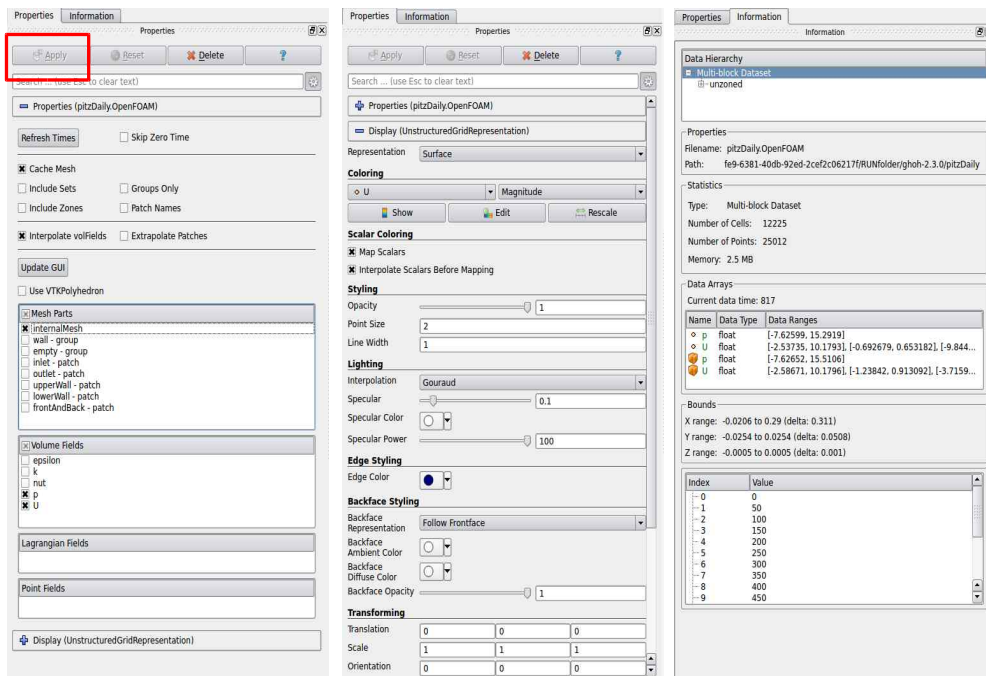 Properties Information
Properties
Apply Reset Delete ?
Search ... (use Esc to clear text)
Properties (pitzDaily.OpenFOAM)
Refresh Times Skip Zero Time
Cache Mesh
Include Sets Groups Only
Include Zones Patch Names
Interpolate volFields Extrapolate Patches
Update GUI
Use VTKPolyhedron
Mesh Parts
internalMesh
wall - group
empty - group
inlet - patch
outlet - patch
upperWall - patch
lowerWall - patch
frontAndBack - patch
Volume Fields
epsilon
k
nut
p
U
Lagrangian Fields
Point Fields
Display (UnstructuredGridRepresentation)
Properties Information
Properties
Apply Reset Delete ?
Search ... (use Esc to clear text)
Properties (pitzDaily.OpenFOAM)
Display (UnstructuredGridRepresentation)
Representation Surface
Coloring
U Magnitude
Show Edit Rescale
Scalar Coloring
Map Scalars
Interpolate Scalars Before Mapping
Styling
Opacity 1
Point Size 2
Line Width 1
Lighting
Interpolation Gouraud
Specular 0.1
Specular Color
Specular Power 100
Edge Styling
Edge Color
Backface Styling
Backface
Representation Follow Frontface
Backface
Ambient Color
Backface
Diffuse Color
Backface Opacity 1
Transforming
Translation 0 0 0
Scale 1 1 1
Orientation 0 0 0
Properties Information
Information
Data Hierarchy
Multi-block Dataset
unzoned
Properties
Filename: pitzDaily.OpenFOAM
Path: fe9-6381-40db-92ed-2cef2c06217f/RUNfolder/ghoh-2.3.0/pitzDaily
Statistics
Type: Multi-block Dataset
Number of Cells: 12225
Number of Points: 25012
Memory: 2.5 MB
Data Arrays
Current data time: 817
Name Data Type Data Ranges
p float [-7.62599, 15.2919]
U float [-2.53735, 10.1793], [-0.692679, 0.653182], [-9.844...
p float [-7.62652, 15.5106]
U float [-2.58671, 10.1796], [-1.23842, 0.913092], [-3.7159...
Bounds
X range: -0.0206 to 0.29 (delta: 0.311)
Y range: -0.0254 to 0.0254 (delta: 0.0508)
Z range: -0.0005 to 0.0005 (delta: 0.001)
Index Value
0 0
1 50
2 100
3 150
4 200
5 250
6 300
7 350
8 400
9 450